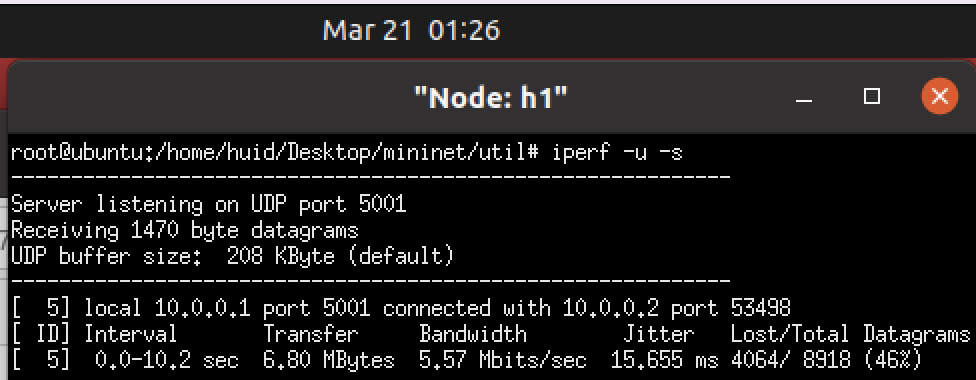 Mar 21 01:26
"Node: h1"
root@ubuntu:/home/huid/Desktop/mininet/util# iperf -u -s
------------------------------------------------------------
Server listening on UDP port 5001
Receiving 1470 byte datagrams
UDP buffer size:  208 KByte (default)
------------------------------------------------------------
[  5] local 10.0.0.1 port 5001 connected with 10.0.0.2 port 53498
[ ID] Interval       Transfer     Bandwidth        Jitter   Lost/Total Datagrams
[  5]  0.0-10.2 sec  6.80 MBytes  5.57 Mbits/sec  15.655 ms 4064/ 8918 (46%)